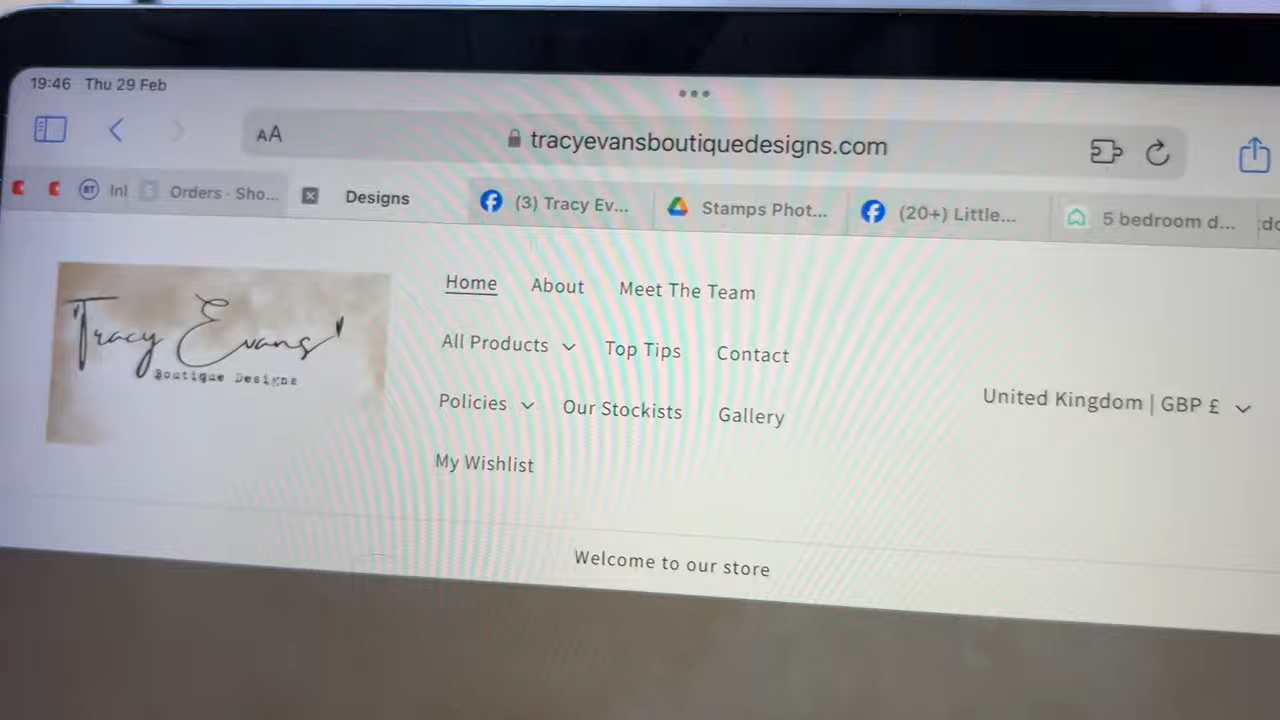 19:46 Thu 29 Feb
AA tracyevansboutiquedesigns.com
BT Inl Orders · Sho... Designs (3) Tracy Ev... Stamps Phot... (20+) Little... 5 bedroom d...
Tracy Evans
Boutique Designs
Home About Meet The Team
All Products Top Tips Contact
Policies Our Stockists Gallery
My Wishlist
United Kingdom | GBP £
Welcome to our store